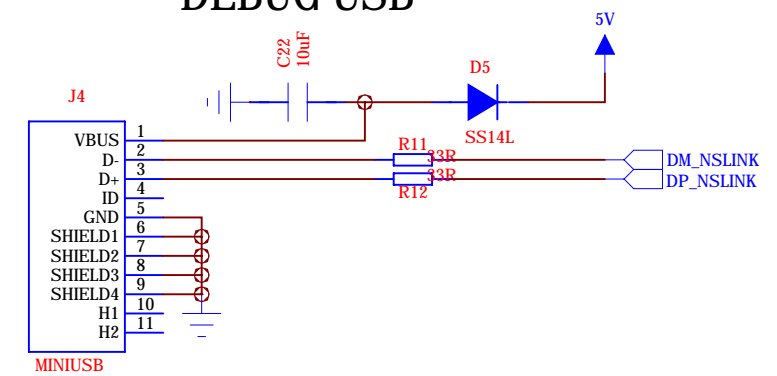 DEBUG USB
5V
C22
10uF
D5
SS14L
J4
VBUS 1
D- 2
D+ 3
ID 4
GND 5
SHIELD1 6
SHIELD2 7
SHIELD3 8
SHIELD4 9
H1 10
H2 11
MINIUSB
R11 33R
R12 33R
DM_NSLINK
DP_NSLINK